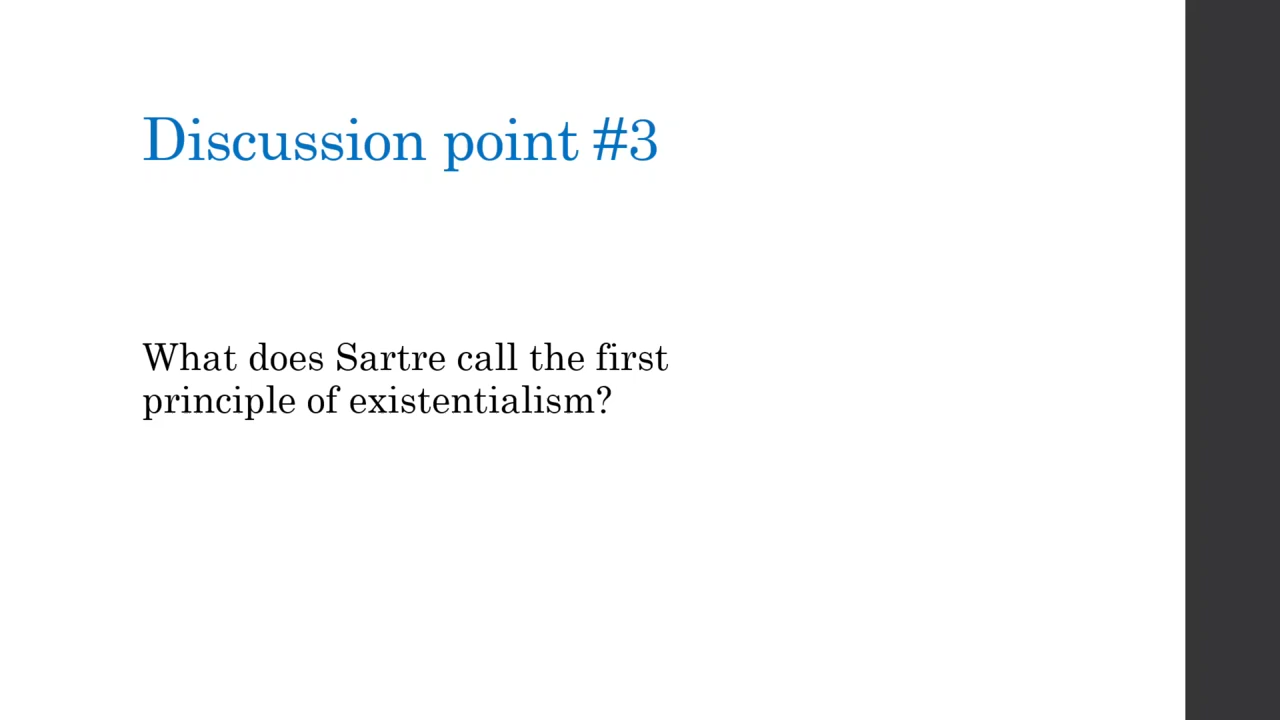 Discussion point #3
What does Sartre call the first
principle of existentialism?